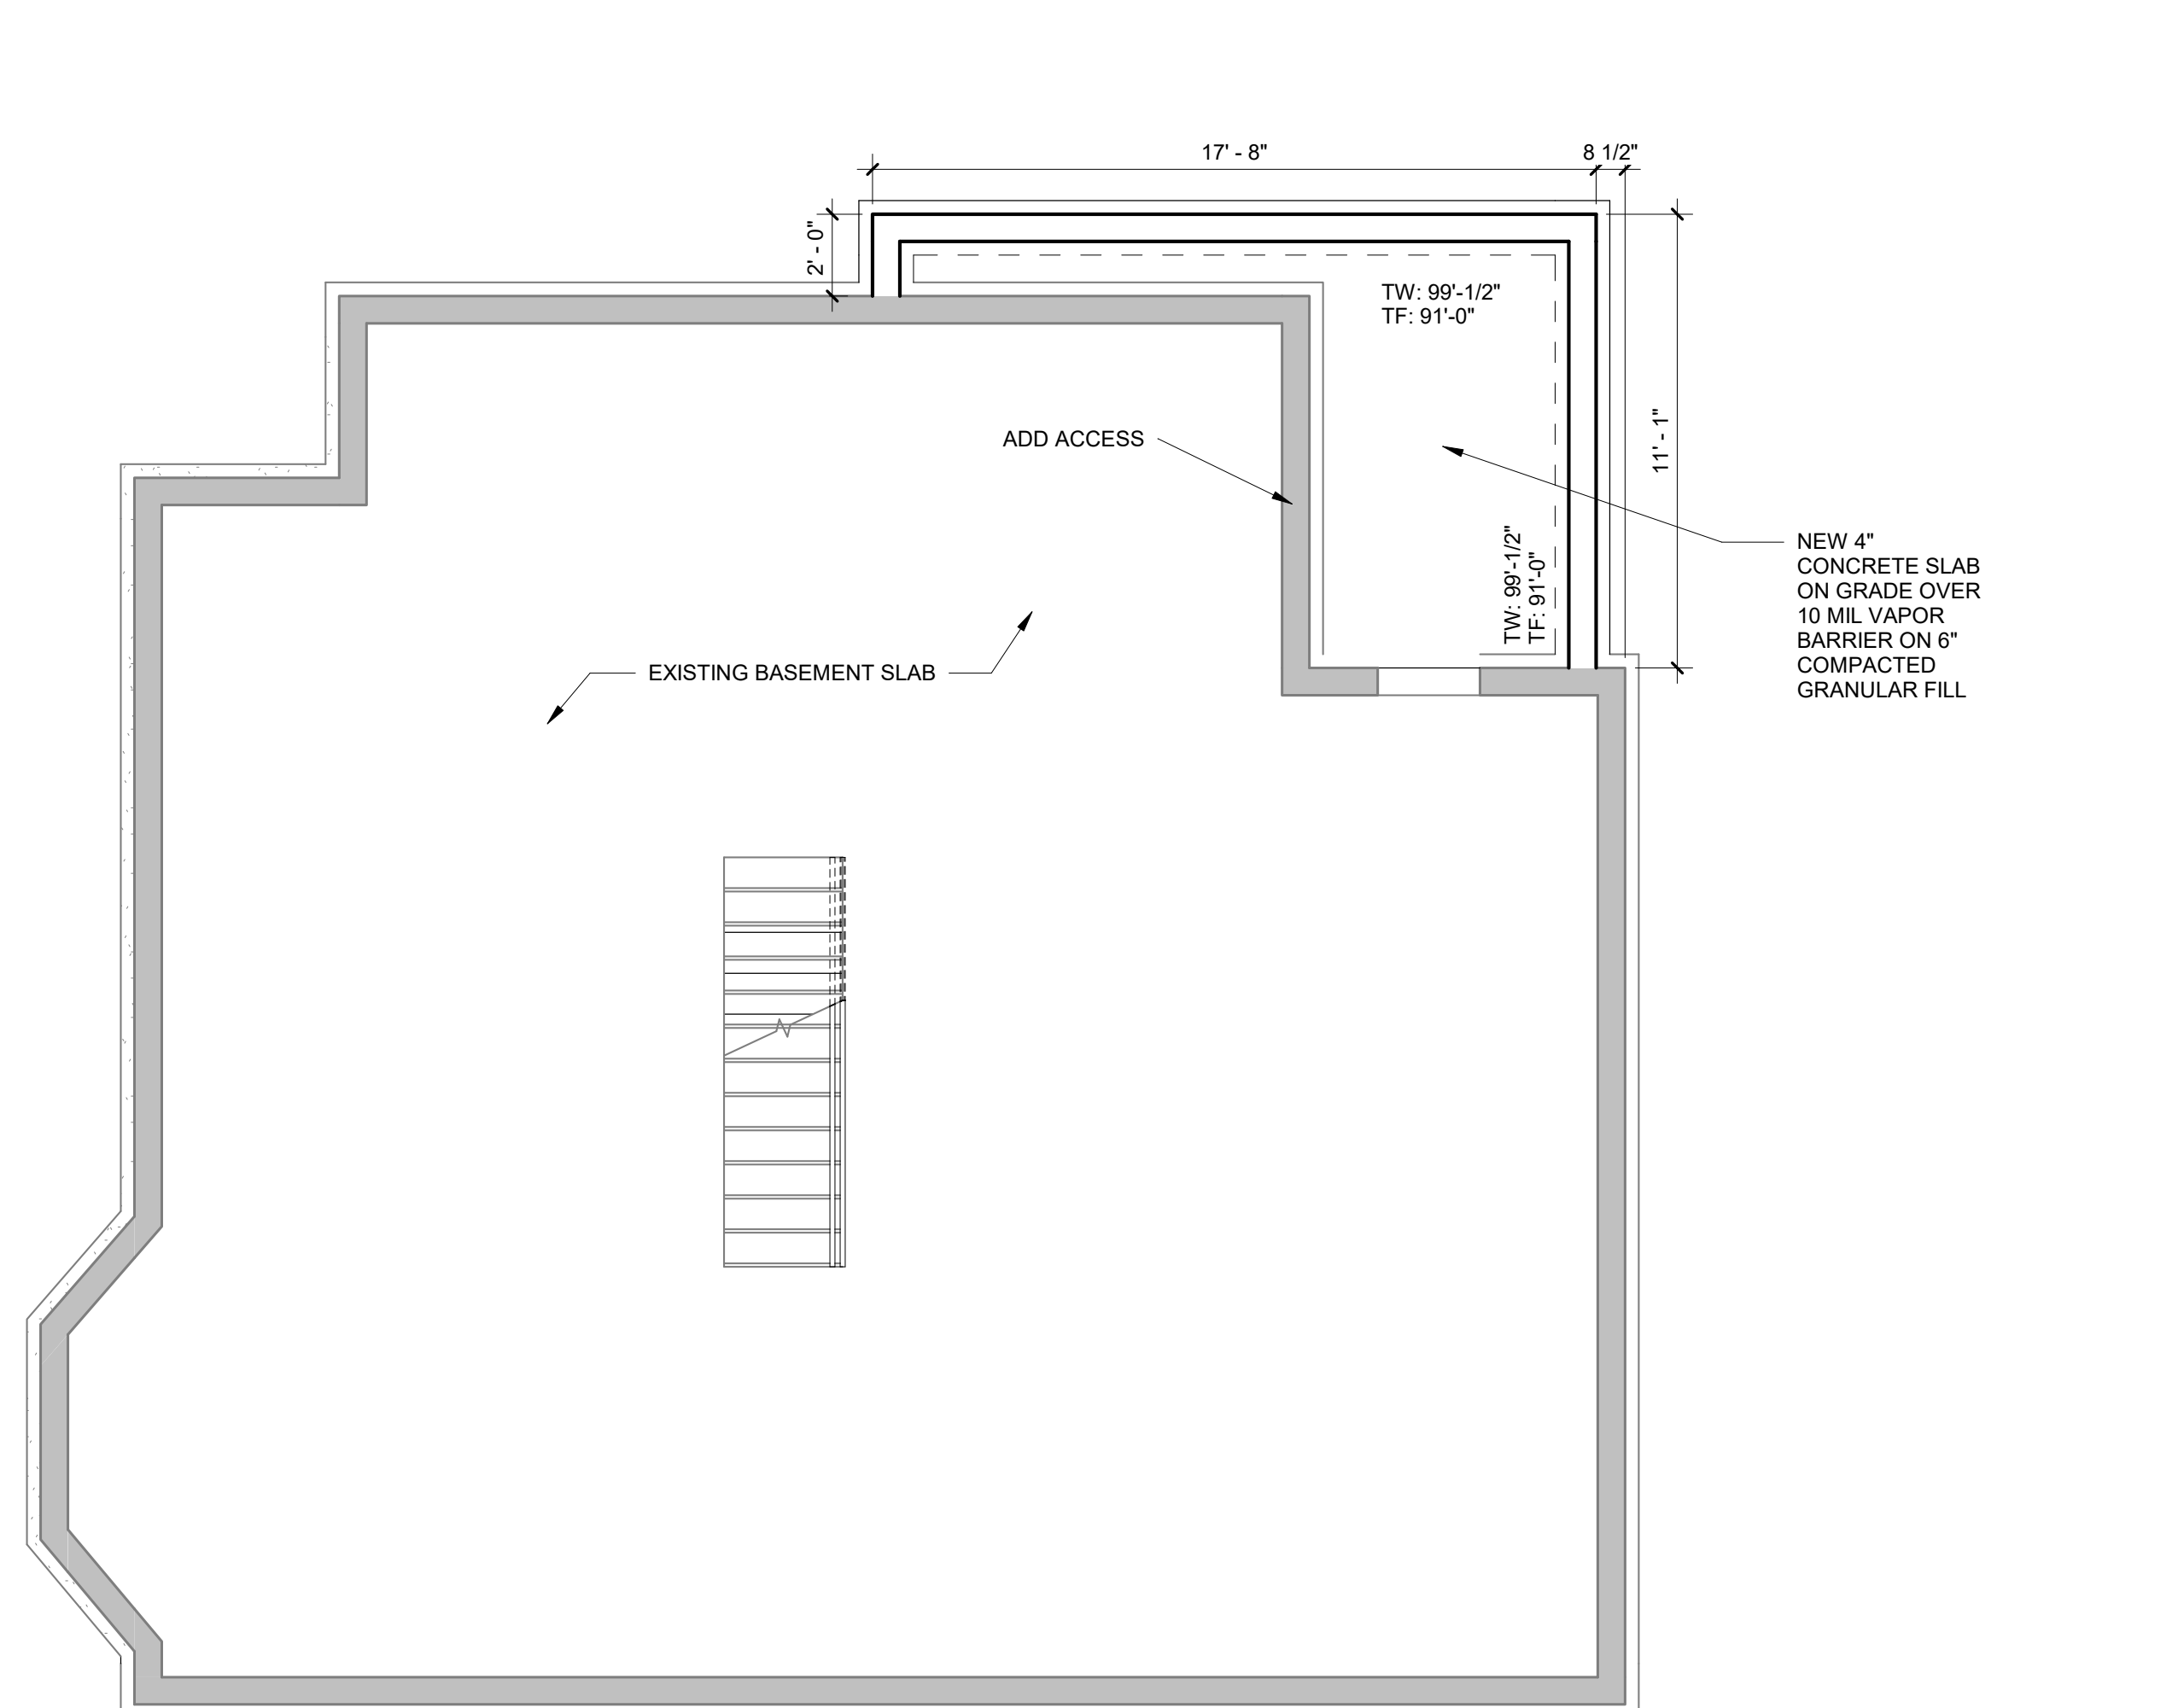 17' - 8"
8 1/2"
2' - 0"
TW: 99'-1/2"
TF: 91'-0"
11' - 1"
ADD ACCESS
TW: 99'-1/2"
TF: 91'-0"
NEW 4"
CONCRETE SLAB
ON GRADE OVER
10 MIL VAPOR
BARRIER ON 6"
COMPACTED
GRANULAR FILL
EXISTING BASEMENT SLAB